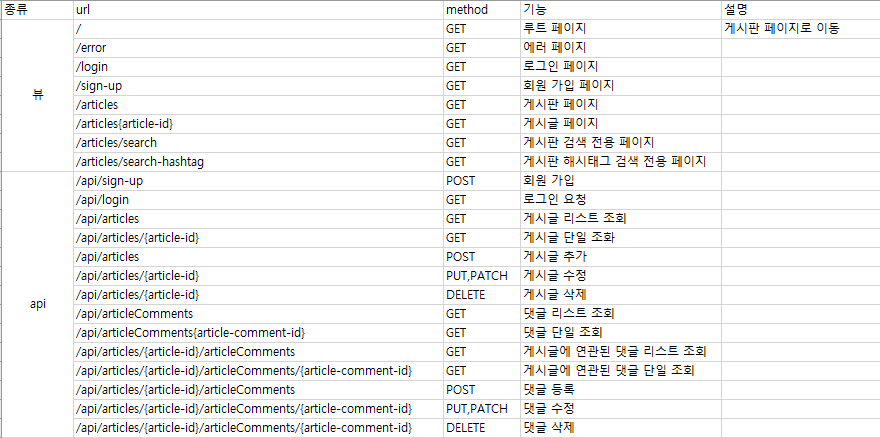 종류 url method 기능 설명
뷰 / GET 루트 페이지 게시판 페이지로 이동
/error GET 에러 페이지
/login GET 로그인 페이지
/sign-up GET 회원 가입 페이지
/articles GET 게시판 페이지
/articles{article-id} GET 게시글 페이지
/articles/search GET 게시판 검색 전용 페이지
/articles/search-hashtag GET 게시판 해시태그 검색 전용 페이지
api /api/sign-up POST 회원 가입
/api/login GET 로그인 요청
/api/articles GET 게시글 리스트 조회
/api/articles/{article-id} GET 게시글 단일 조화
/api/articles POST 게시글 추가
/api/articles/{article-id} PUT,PATCH 게시글 수정
/api/articles/{article-id} DELETE 게시글 삭제
/api/articleComments GET 댓글 리스트 조회
/api/articleComments{article-comment-id} GET 댓글 단일 조회
/api/articles/{article-id}/articleComments GET 게시글에 연관된 댓글 리스트 조회
/api/articles/{article-id}/articleComments/{article-comment-id} GET 게시글에 연관된 댓글 단일 조회
/api/articles/{article-id}/articleComments POST 댓글 등록
/api/articles/{article-id}/articleComments/{article-comment-id} PUT,PATCH 댓글 수정
/api/articles/{article-id}/articleComments/{article-comment-id} DELETE 댓글 삭제